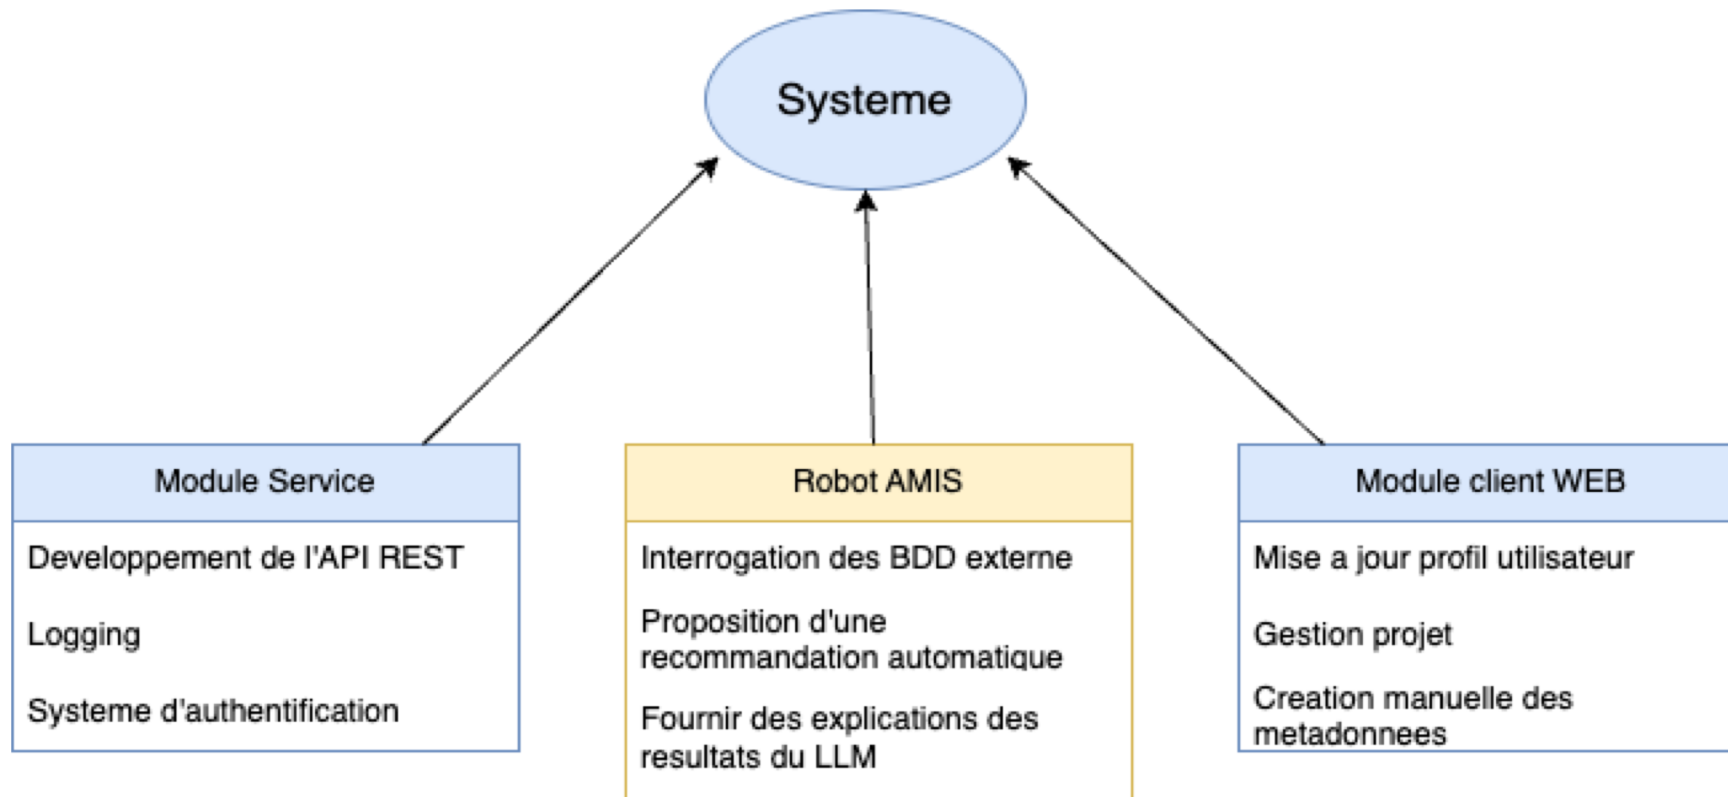 Systeme
Module Service
Developpement de l'API REST
Logging
Systeme d'authentification
Robot AMIS
Interrogation des BDD externe
Proposition d'une
recommandation automatique
Fournir des explications des
resultats du LLM
Module client WEB
Mise a jour profil utilisateur
Gestion projet
Creation manuelle des
metadonnees